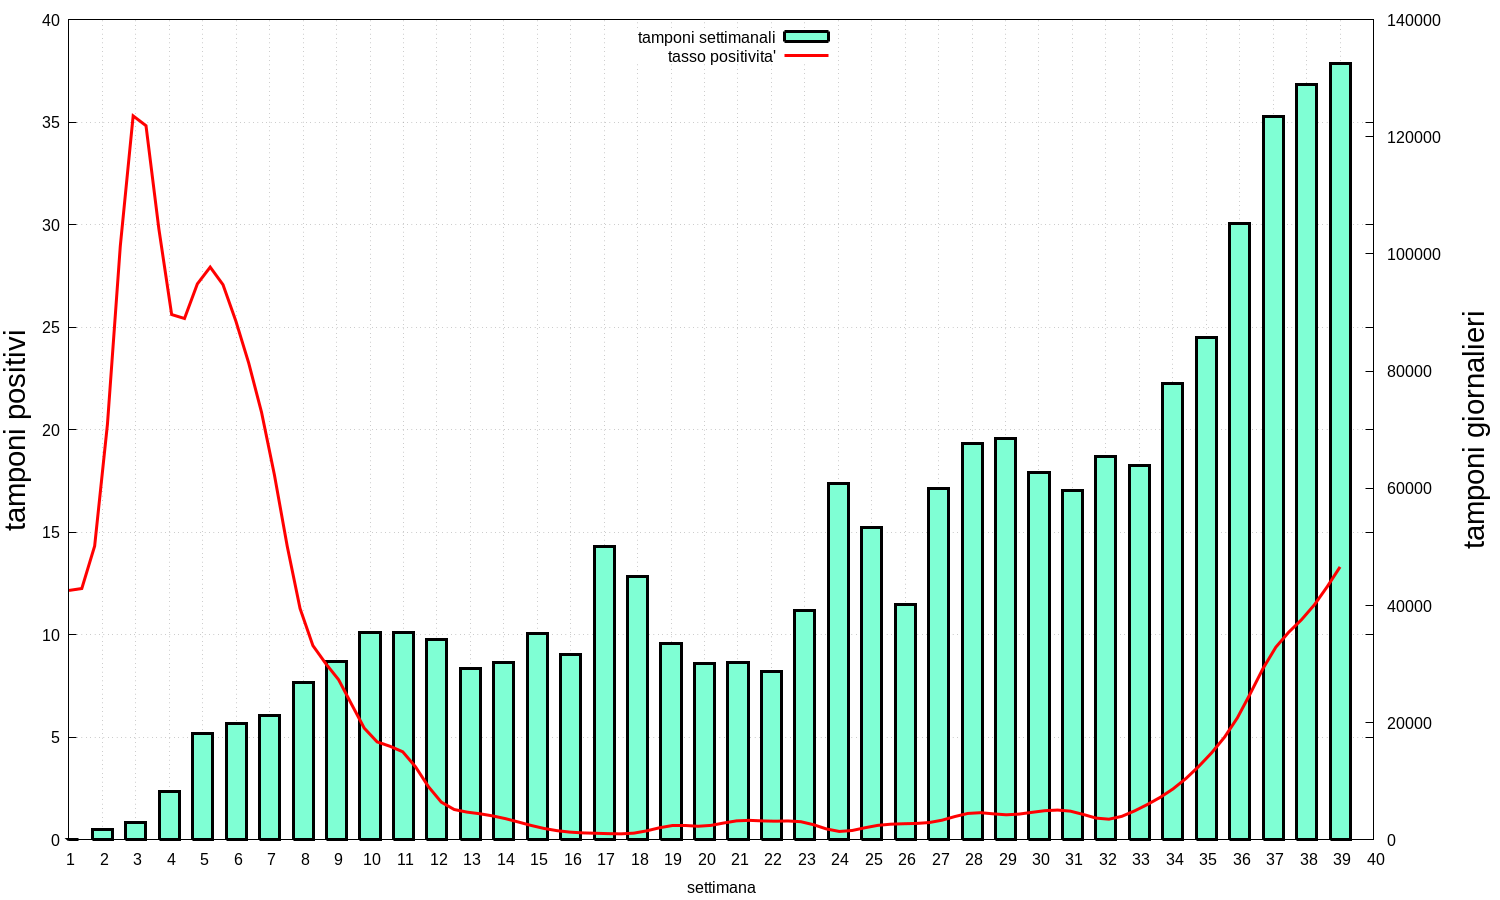 tamponi settimanali
tasso positivita'
40
35
30
25
20
15
10
5
0
tamponi positivi
140000
120000
100000
80000
60000
40000
20000
0
tamponi giornalieri
1 2 3 4 5 6 7 8 9 10 11 12 13 14 15 16 17 18 19 20 21 22 23 24 25 26 27 28 29 30 31 32 33 34 35 36 37 38 39 40
settimana